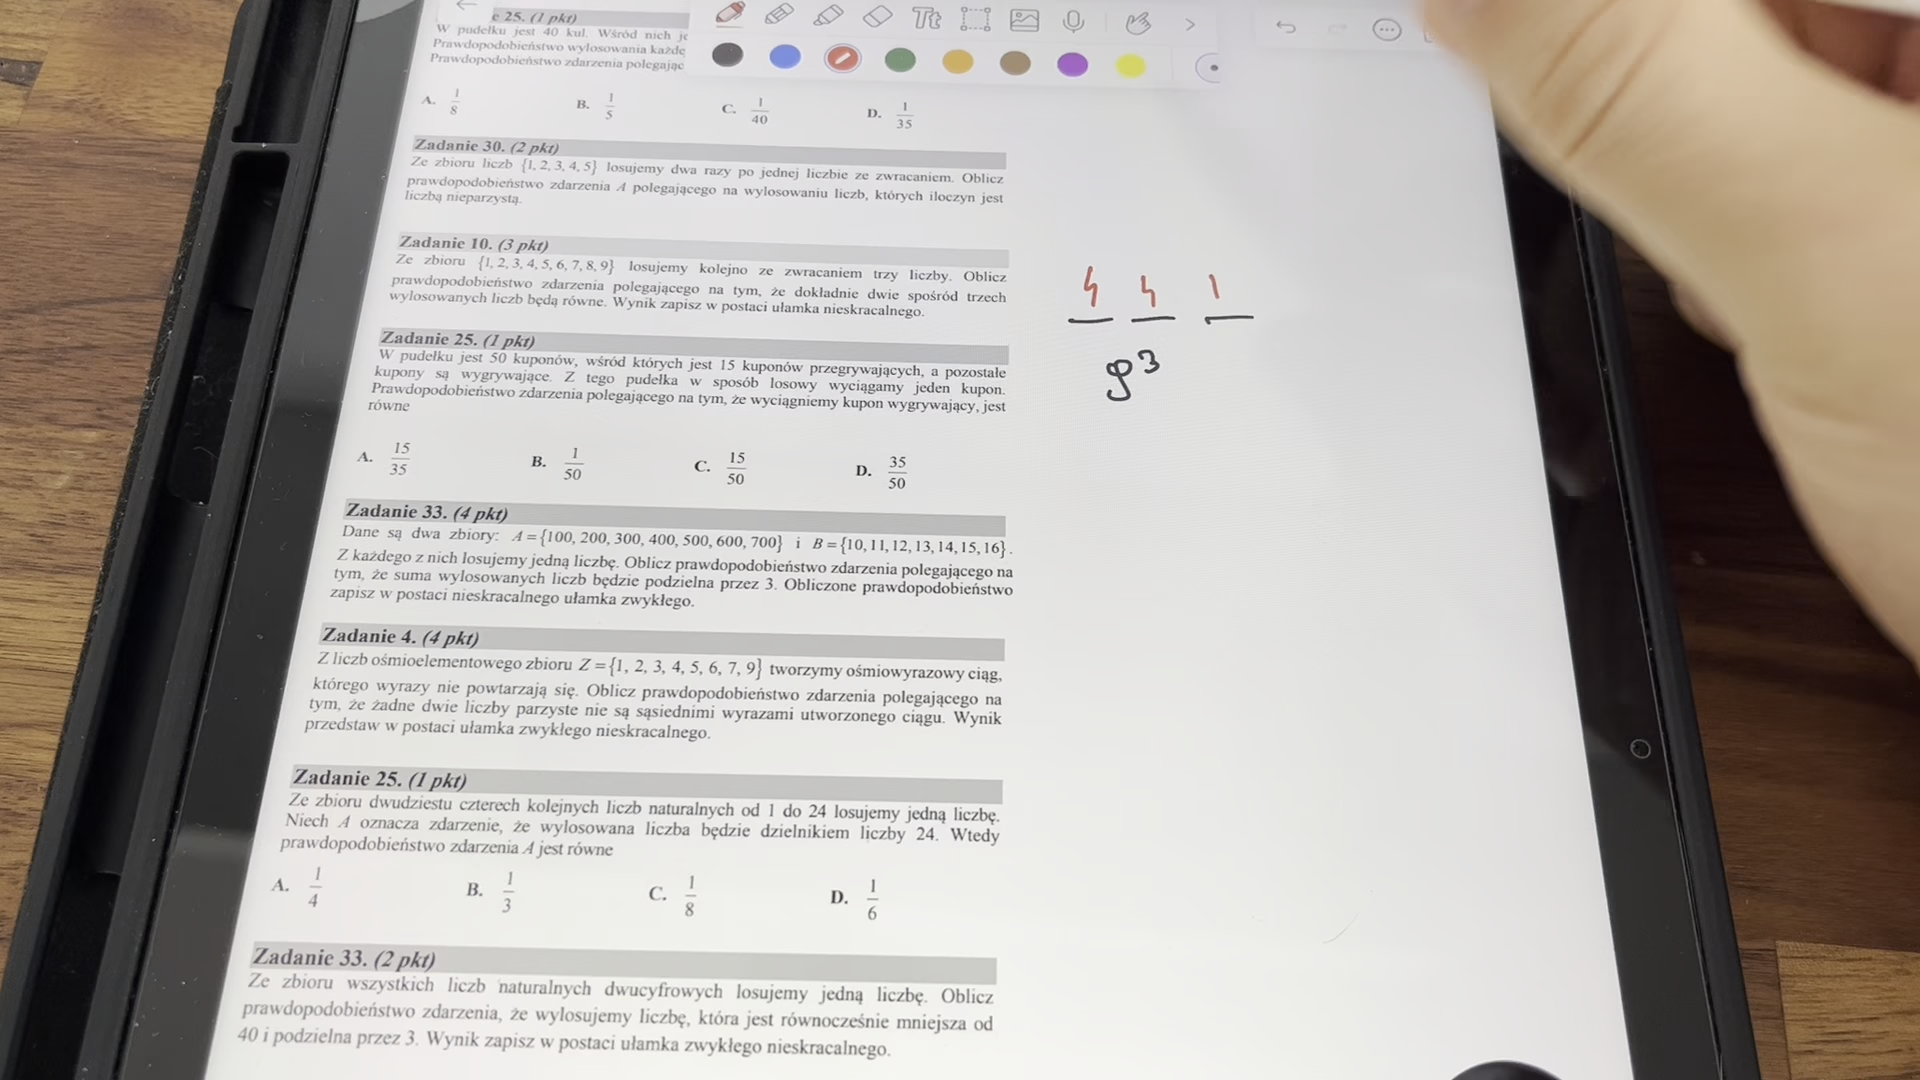 e 25. (1 pkt)
W pudełku jest 40 kul. Wśród nich je
Prawdopodobieństwo wylosowania każde
Prawdopodobieństwo zdarzenia polegając
A. 1/8 B. 1/5 C. 1/40 D. 1/35
Zadanie 30. (2 pkt)
Ze zbioru liczb {1, 2, 3, 4, 5} losujemy dwa razy po jednej liczbie ze zwracaniem. Oblicz
prawdopodobieństwo zdarzenia A polegającego na wylosowaniu liczb, których iloczyn jest
liczbą nieparzystą.
Zadanie 10. (3 pkt)
Ze zbioru {1, 2, 3, 4, 5, 6, 7, 8, 9} losujemy kolejno ze zwracaniem trzy liczby. Oblicz
prawdopodobieństwo zdarzenia polegającego na tym, że dokładnie dwie spośród trzech
wylosowanych liczb będą równe. Wynik zapisz w postaci ułamka nieskracalnego.
4 4 1
9³
Zadanie 25. (1 pkt)
W pudełku jest 50 kuponów, wśród których jest 15 kuponów przegrywających, a pozostałe
kupony są wygrywające. Z tego pudełka w sposób losowy wyciągamy jeden kupon.
Prawdopodobieństwo zdarzenia polegającego na tym, że wyciągniemy kupon wygrywający, jest
równe
A. 15/35 B. 1/50 C. 15/50 D. 35/50
Zadanie 33. (4 pkt)
Dane są dwa zbiory: A = {100, 200, 300, 400, 500, 600, 700} i B = {10, 11, 12, 13, 14, 15, 16}.
Z każdego z nich losujemy jedną liczbę. Oblicz prawdopodobieństwo zdarzenia polegającego na
tym, że suma wylosowanych liczb będzie podzielna przez 3. Obliczone prawdopodobieństwo
zapisz w postaci nieskracalnego ułamka zwykłego.
Zadanie 4. (4 pkt)
Z liczb ośmioelementowego zbioru Z = {1, 2, 3, 4, 5, 6, 7, 9} tworzymy ośmiowyrazowy ciąg,
którego wyrazy nie powtarzają się. Oblicz prawdopodobieństwo zdarzenia polegającego na
tym, że żadne dwie liczby parzyste nie są sąsiednimi wyrazami utworzonego ciągu. Wynik
przedstaw w postaci ułamka zwykłego nieskracalnego.
Zadanie 25. (1 pkt)
Ze zbioru dwudziestu czterech kolejnych liczb naturalnych od 1 do 24 losujemy jedną liczbę.
Niech A oznacza zdarzenie, że wylosowana liczba będzie dzielnikiem liczby 24. Wtedy
prawdopodobieństwo zdarzenia A jest równe
A. 1/4 B. 1/3 C. 1/8 D. 1/6
Zadanie 33. (2 pkt)
Ze zbioru wszystkich liczb naturalnych dwucyfrowych losujemy jedną liczbę. Oblicz
prawdopodobieństwo zdarzenia, że wylosujemy liczbę, która jest równocześnie mniejsza od
40 i podzielna przez 3. Wynik zapisz w postaci ułamka zwykłego nieskracalnego.